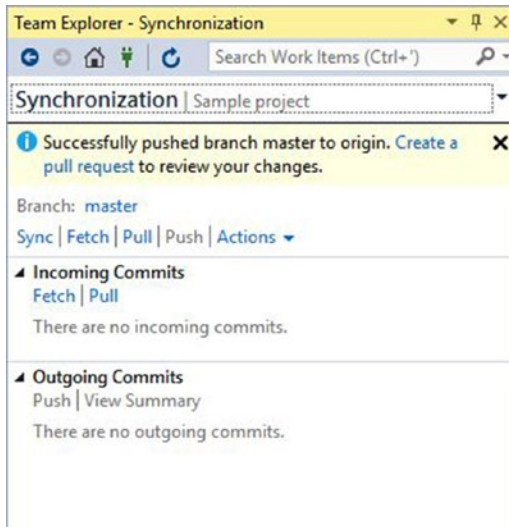 Team Explorer - Synchronization
Search Work Items (Ctrl+')
Synchronization | Sample project
Successfully pushed branch master to origin. Create a
pull request to review your changes.
Branch: master
Sync | Fetch | Pull | Push | Actions
Incoming Commits
Fetch | Pull
There are no incoming commits.
Outgoing Commits
Push | View Summary
There are no outgoing commits.